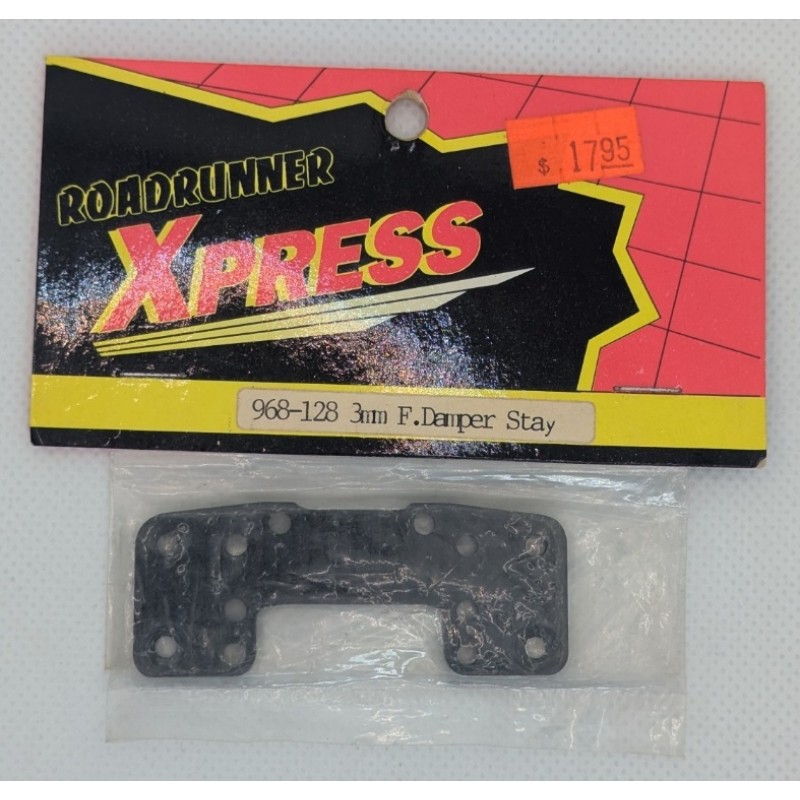 $ 1795
ROADRUNNER
XPRESS
968-128 3mm F.Damper Stay